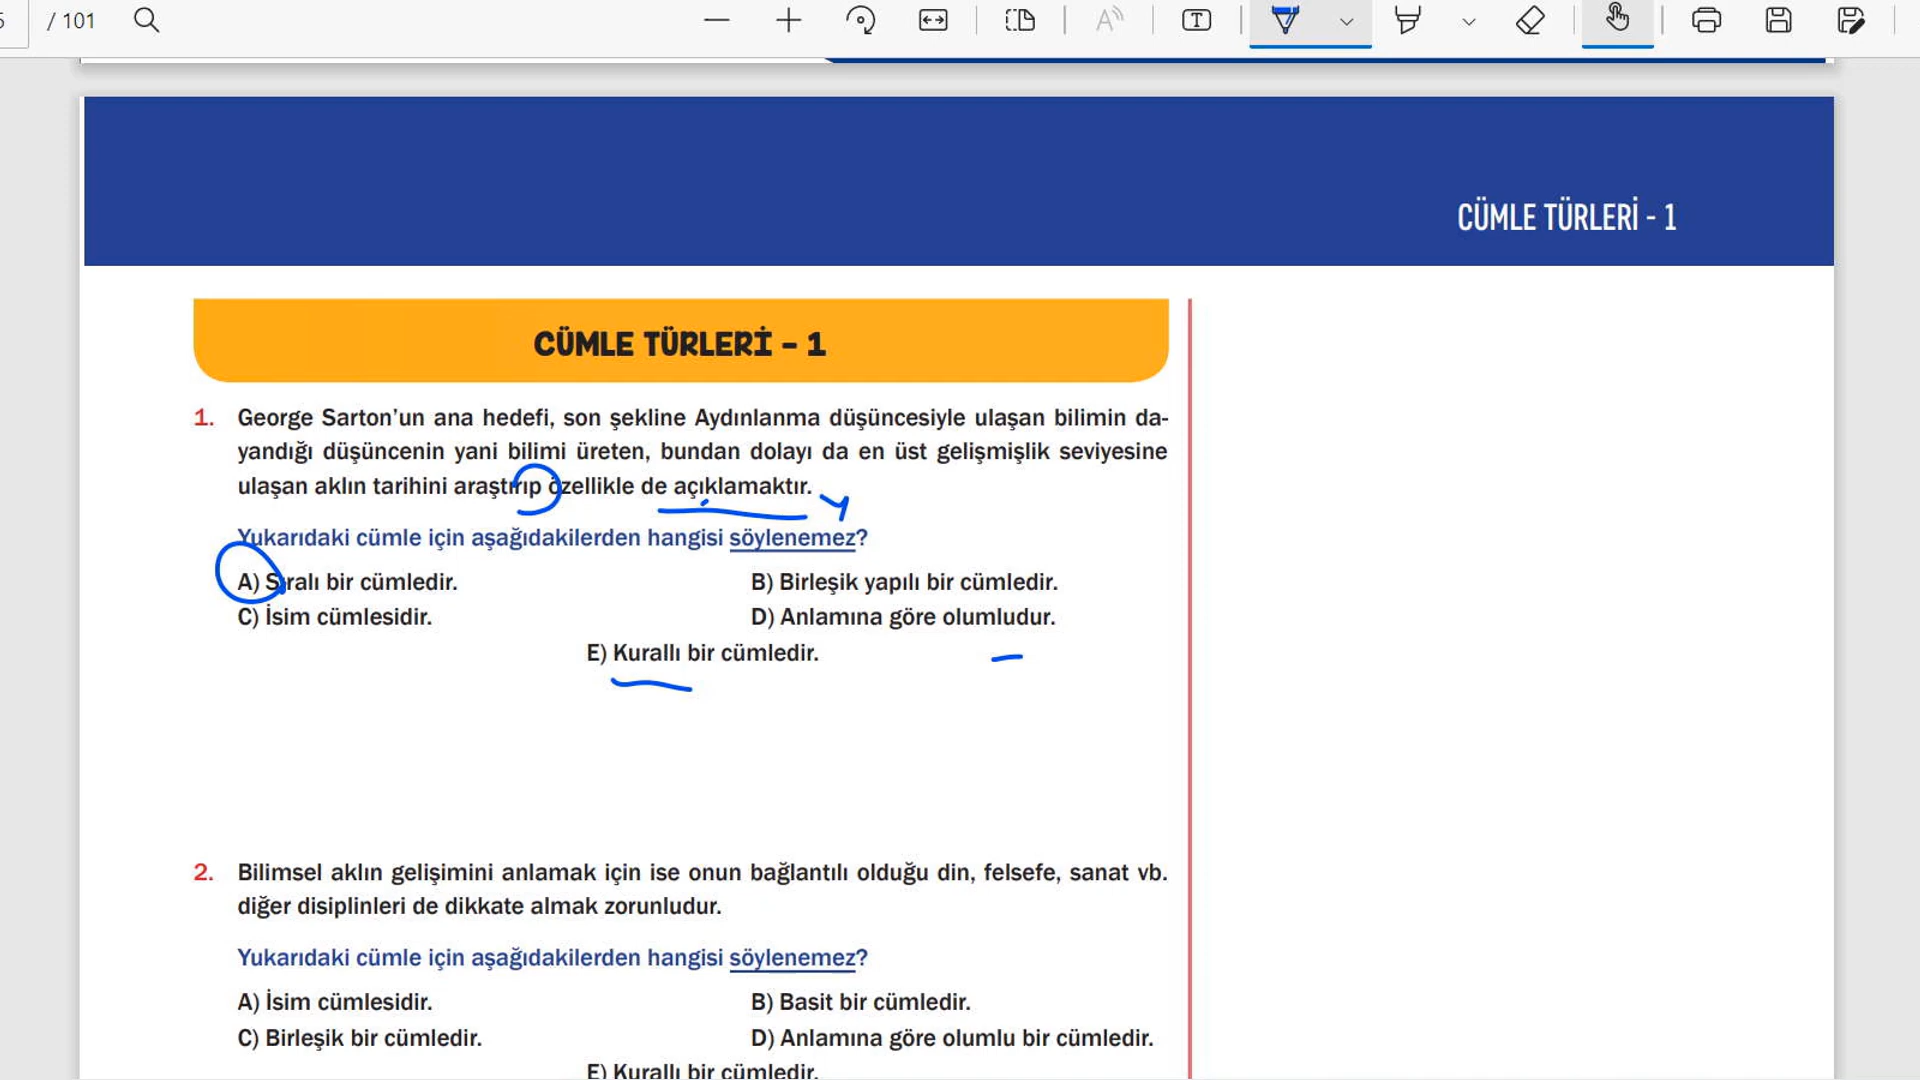 / 101
CÜMLE TÜRLERİ - 1
CÜMLE TÜRLERİ – 1
1. George Sarton’un ana hedefi, son şekline Aydınlanma düşüncesiyle ulaşan bilimin da-
yandığı düşüncenin yani bilimi üreten, bundan dolayı da en üst gelişmişlik seviyesine
ulaşan aklın tarihini araştırıp özellikle de açıklamaktır.
Yukarıdaki cümle için aşağıdakilerden hangisi söylenemez?
A) Sıralı bir cümledir. B) Birleşik yapılı bir cümledir.
C) İsim cümlesidir. D) Anlamına göre olumludur.
E) Kurallı bir cümledir.
2. Bilimsel aklın gelişimini anlamak için ise onun bağlantılı olduğu din, felsefe, sanat vb.
diğer disiplinleri de dikkate almak zorunludur.
Yukarıdaki cümle için aşağıdakilerden hangisi söylenemez?
A) İsim cümlesidir. B) Basit bir cümledir.
C) Birleşik bir cümledir. D) Anlamına göre olumlu bir cümledir.
E) Kurallı bir cümledir.